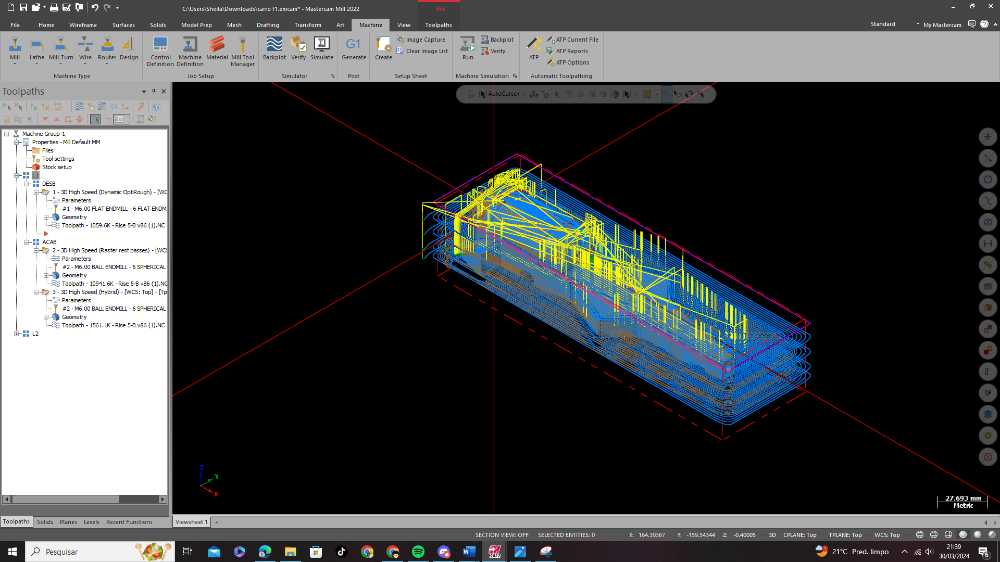 C:\Users\Sheila\Downloads\carro f1.emcam* - Mastercam Mill 2022
Mill
File Home Wireframe Surfaces Solids Model Prep Mesh Drafting Transform Art Machine View Toolpaths
Standard My Mastercam
Mill Lathe Mill-Turn Wire Router Design
Machine Type
Control Definition Machine Definition Material Mill Tool Manager
Job Setup
Backplot Verify Simulate
Simulator
G1
Generate
Post
Create
Image Capture
Clear Image List
Setup Sheet
Run
Backplot
Verify
Machine Simulation
ATP
ATP Current File
ATP Reports
ATP Options
Automatic Toolpathing
Toolpaths
AutoCursor
G1
Machine Group-1
Properties - Mill Default MM
Files
Tool settings
Stock setup
L1
DESB
1 - 3D High Speed (Dynamic OptiRough) - [WC
Parameters
#1 - M6.00 FLAT ENDMILL - 6 FLAT ENDM
Geometry
Toolpath - 1059.6K - Rise 5-B v86 (1).NC
ACAB
2 - 3D High Speed (Raster rest passes) - [WCS
Parameters
#2 - M6.00 BALL ENDMILL - 6 SPHERICAL
Geometry
Toolpath - 10941.6K - Rise 5-B v86 (1).NC
3 - 3D High Speed (Hybrid) - [WCS: Top] - [Tp
Parameters
#2 - M6.00 BALL ENDMILL - 6 SPHERICAL
Geometry
Toolpath - 1561.1K - Rise 5-B v86 (1).NC
L2
Z
Y
X
27.693 mm
Metric
Toolpaths Solids Planes Levels Recent Functions
Viewsheet 1 +
SECTION VIEW: OFF SELECTED ENTITIES: 0 X: 164.30367 Y: -159.54344 Z: -0.40005 3D CPLANE: Top TPLANE: Top WCS: Top
Pesquisar
2022
1
21°C Pred. limpo
21:39
30/03/2024
6